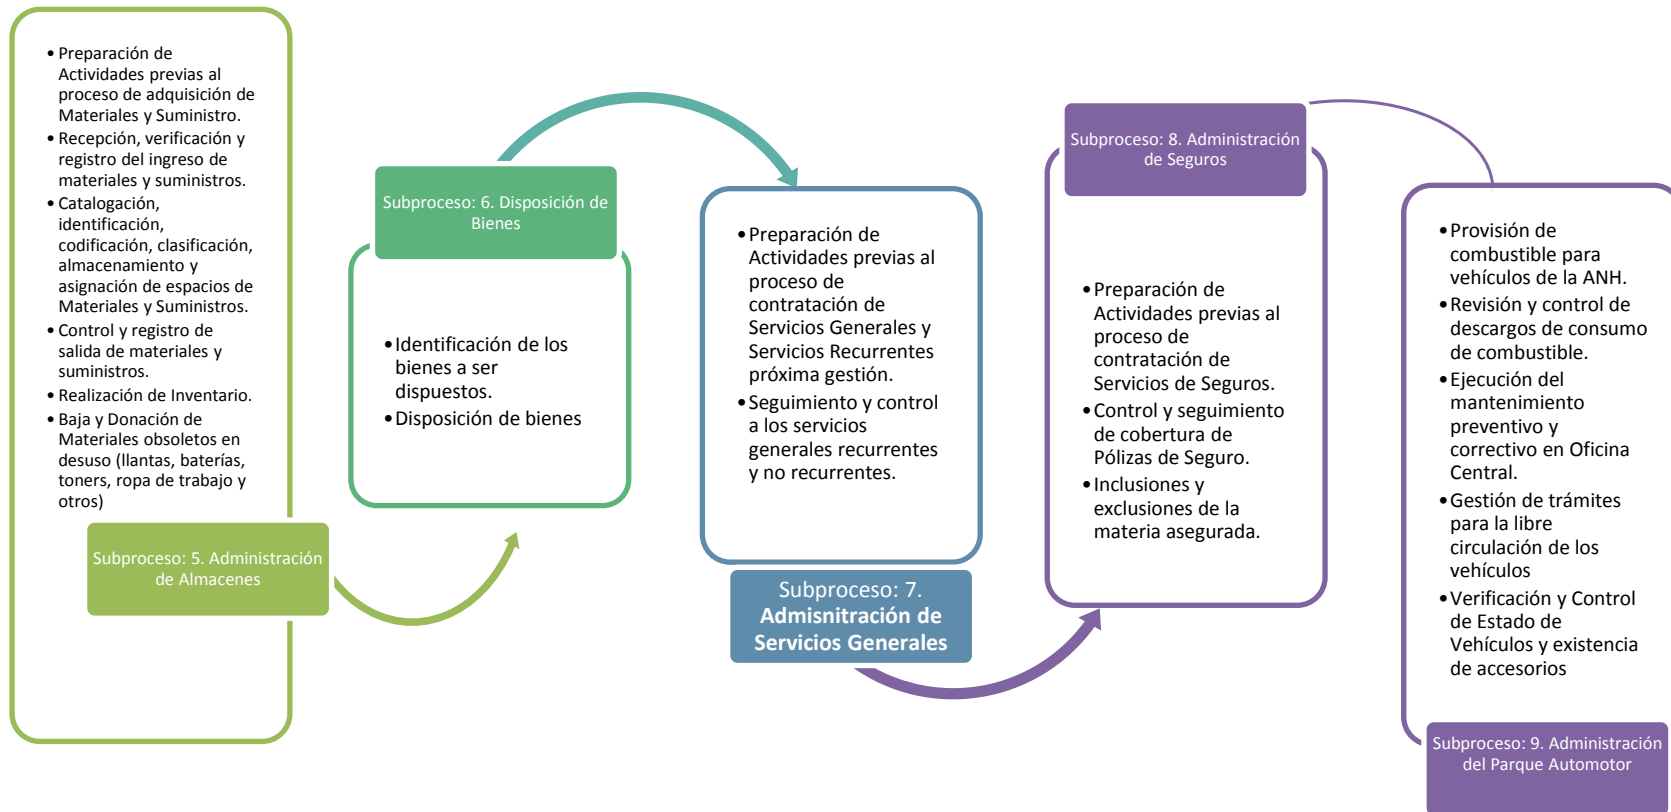 • Preparación de
Actividades previas al
proceso de adquisición de
Materiales y Suministro.
• Recepción, verificación y
registro del ingreso de
materiales y suministros.
• Catalogación,
identificación,
codificación, clasificación,
almacenamiento y
asignación de espacios de
Materiales y Suministros.
• Control y registro de
salida de materiales y
suministros.
• Realización de Inventario.
• Baja y Donación de
Materiales obsoletos en
desuso (llantas, baterías,
toners, ropa de trabajo y
otros)
Subproceso: 5. Administración
de Almacenes
Subproceso: 6. Disposición de
Bienes
• Identificación de los
bienes a ser
dispuestos.
• Disposición de bienes
• Preparación de
Actividades previas al
proceso de
contratación de
Servicios Generales y
Servicios Recurrentes
próxima gestión.
• Seguimiento y control
a los servicios
generales recurrentes
y no recurrentes.
Subproceso: 7.
Admisnitración de
Servicios Generales
Subproceso: 8. Administración
de Seguros
• Preparación de
Actividades previas al
proceso de
contratación de
Servicios de Seguros.
• Control y seguimiento
de cobertura de
Pólizas de Seguro.
• Inclusiones y
exclusiones de la
materia asegurada.
• Provisión de
combustible para
vehículos de la ANH.
• Revisión y control de
descargos de consumo
de combustible.
• Ejecución del
mantenimiento
preventivo y
correctivo en Oficina
Central.
• Gestión de trámites
para la libre
circulación de los
vehículos
• Verificación y Control
de Estado de
Vehículos y existencia
de accesorios
Subproceso: 9. Administración
del Parque Automotor